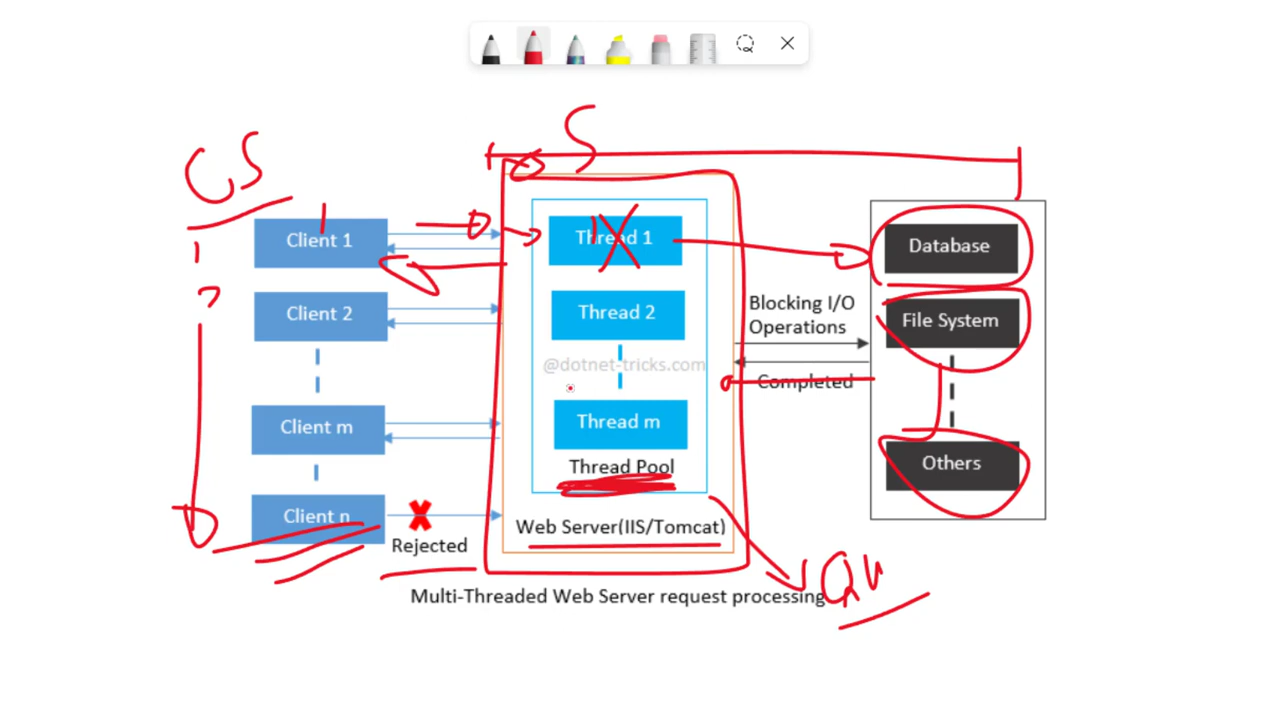 S
CS
Client 1
Thread 1
Database
Client 2
Thread 2
Blocking I/O
Operations
File System
@dotnet-tricks.com
Completed
Client m
Thread m
Thread Pool
Others
Client n
Rejected
Web Server(IIS/Tomcat)
Multi-Threaded Web Server request processing